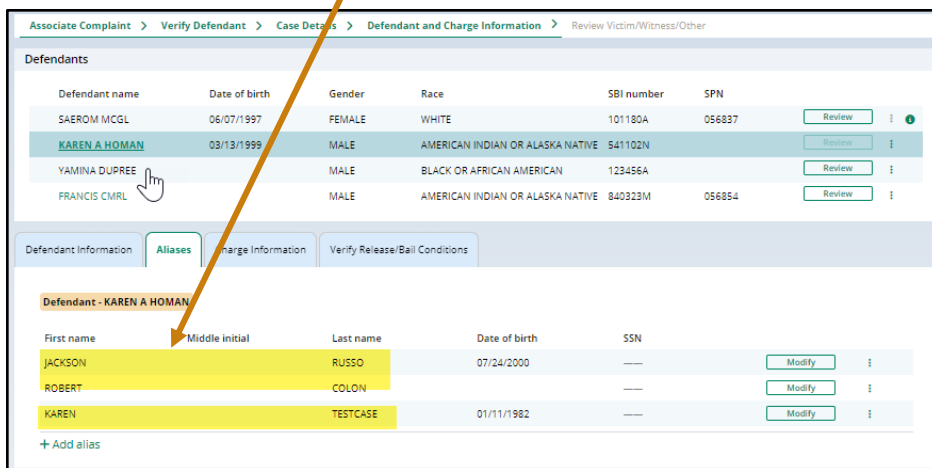 Associate Complaint > Verify Defendant > Case Details > Defendant and Charge Information > Review Victim/Witness/Other
Defendants
Defendant name Date of birth Gender Race SBI number SPN
SAEROM MCGL 06/07/1997 FEMALE WHITE 101180A 056837 Review
KAREN A HOMAN 03/13/1999 MALE AMERICAN INDIAN OR ALASKA NATIVE 541102N Review
YAMINA DUPREE MALE BLACK OR AFRICAN AMERICAN 123456A Review
FRANCIS CMRL MALE AMERICAN INDIAN OR ALASKA NATIVE 840323M 056854 Review
Defendant Information Aliases Charge Information Verify Release/Bail Conditions
Defendant - KAREN A HOMAN
First name Middle initial Last name Date of birth SSN
JACKSON RUSSO 07/24/2000 —— Modify
ROBERT COLON —— Modify
KAREN TESTCASE 01/11/1982 —— Modify
+ Add alias